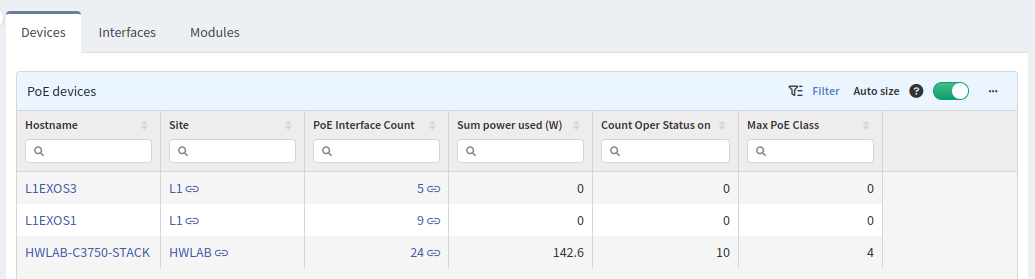 Devices Interfaces Modules
PoE devices Filter Auto size ? ...
Hostname Site PoE Interface Count Sum power used (W) Count Oper Status on Max PoE Class
L1EXOS3 L1 5 0 0 0
L1EXOS1 L1 9 0 0 0
HWLAB-C3750-STACK HWLAB 24 142.6 10 4